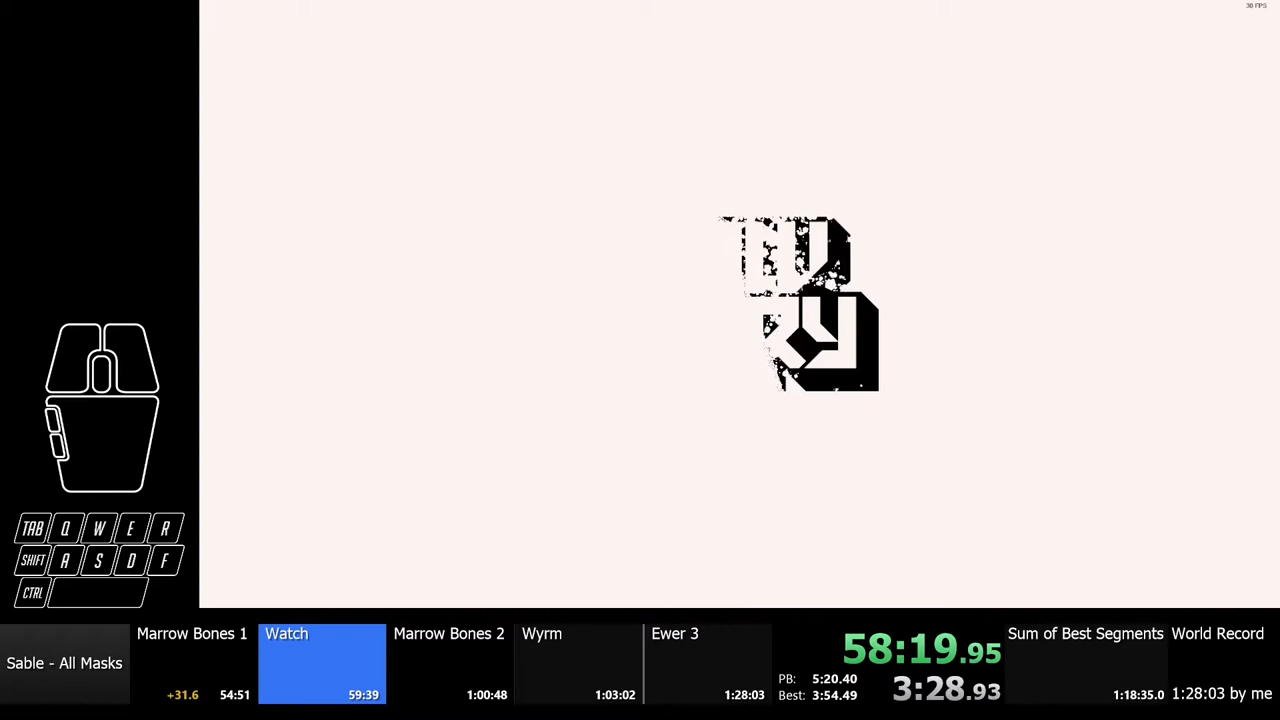 30 FPS
RY
TAB Q W E R
SHIFT A S D F
CTRL
Sable - All Masks
Marrow Bones 1
+31.6 54:51
Watch
59:39
Marrow Bones 2
1:00:48
Wyrm
1:03:02
Ewer 3
1:28:03
58:19.95
PB: 5:20.40
Best: 3:54.49
3:28.93
Sum of Best Segments
1:18:35.0
World Record
1:28:03 by me